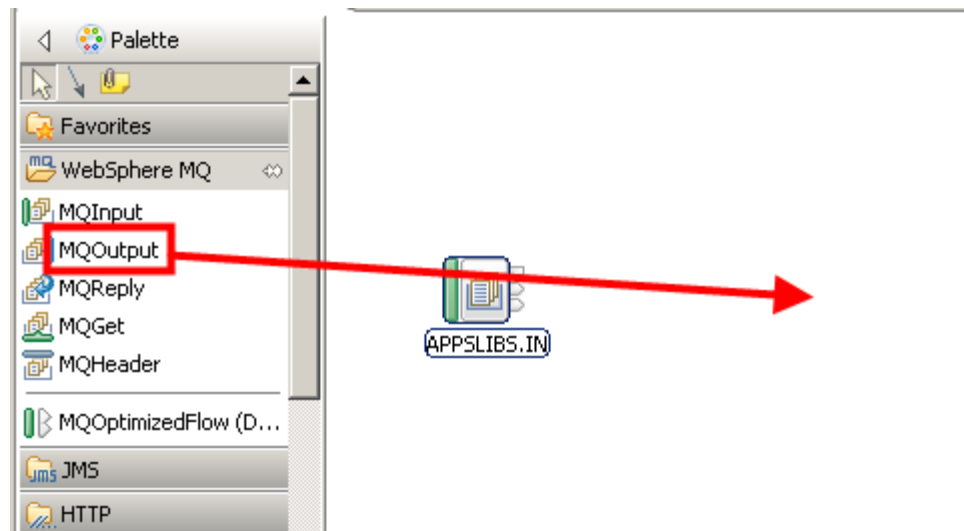 Palette
Favorites
WebSphere MQ
MQInput
MQOutput
MQReply
MQGet
MQHeader
MQOptimizedFlow (D...
JMS
HTTP
APPSLIBS.IN